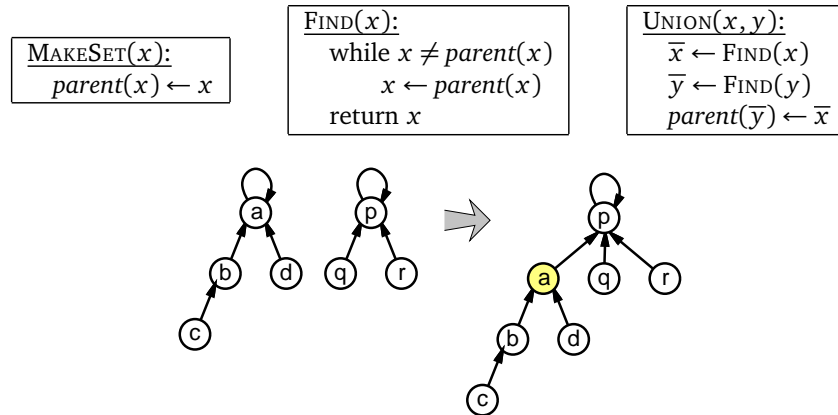 MAKESET(x):
parent(x) ← x
FIND(x):
while x ≠ parent(x)
x ← parent(x)
return x
UNION(x, y):
x̅ ← FIND(x)
y̅ ← FIND(y)
parent(y̅) ← x̅
a
p
p
b
d
q
r
a
q
r
c
b
d
c